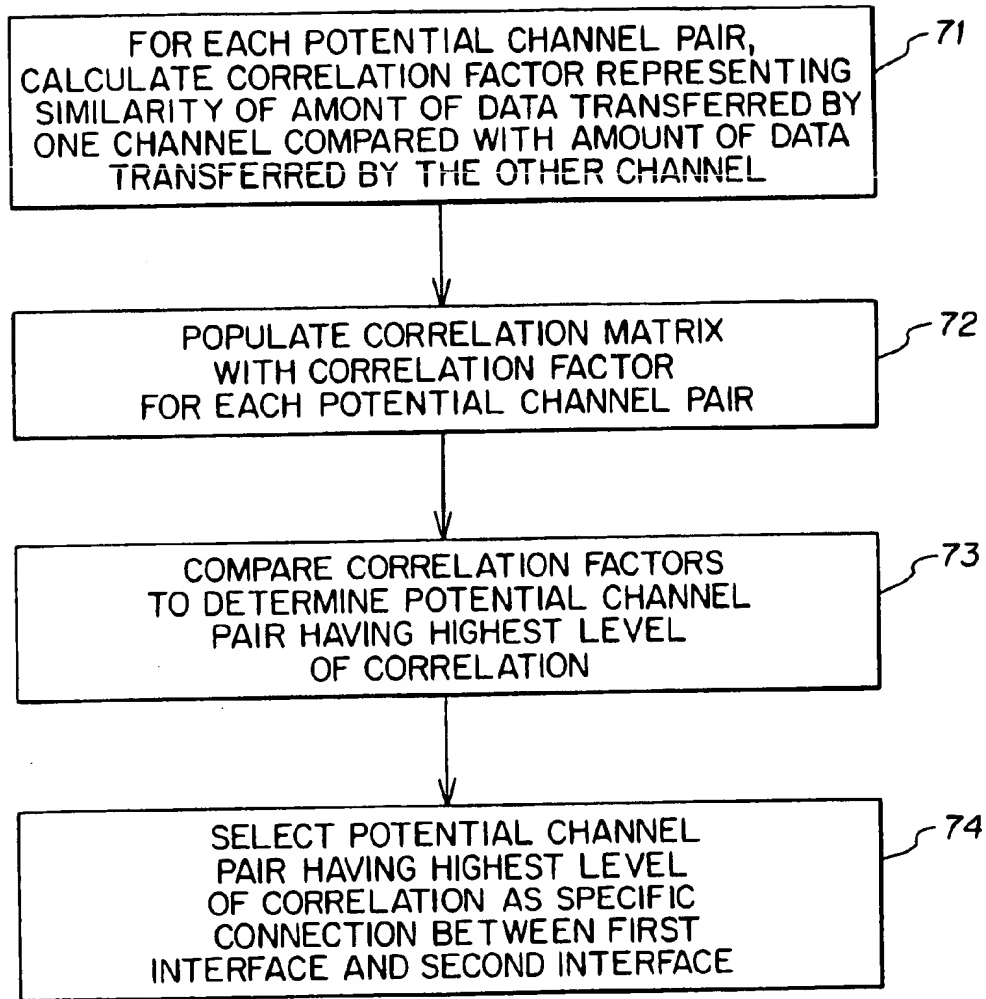 FOR EACH POTENTIAL CHANNEL PAIR,
CALCULATE CORRELATION FACTOR REPRESENTING
SIMILARITY OF AMONT OF DATA TRANSFERRED BY
ONE CHANNEL COMPARED WITH AMOUNT OF DATA
TRANSFERRED BY THE OTHER CHANNEL
71
POPULATE CORRELATION MATRIX
WITH CORRELATION FACTOR
FOR EACH POTENTIAL CHANNEL PAIR
72
COMPARE CORRELATION FACTORS
TO DETERMINE POTENTIAL CHANNEL
PAIR HAVING HIGHEST LEVEL
OF CORRELATION
73
SELECT POTENTIAL CHANNEL
PAIR HAVING HIGHEST LEVEL
OF CORRELATION AS SPECIFIC
CONNECTION BETWEEN FIRST
INTERFACE AND SECOND INTERFACE
74